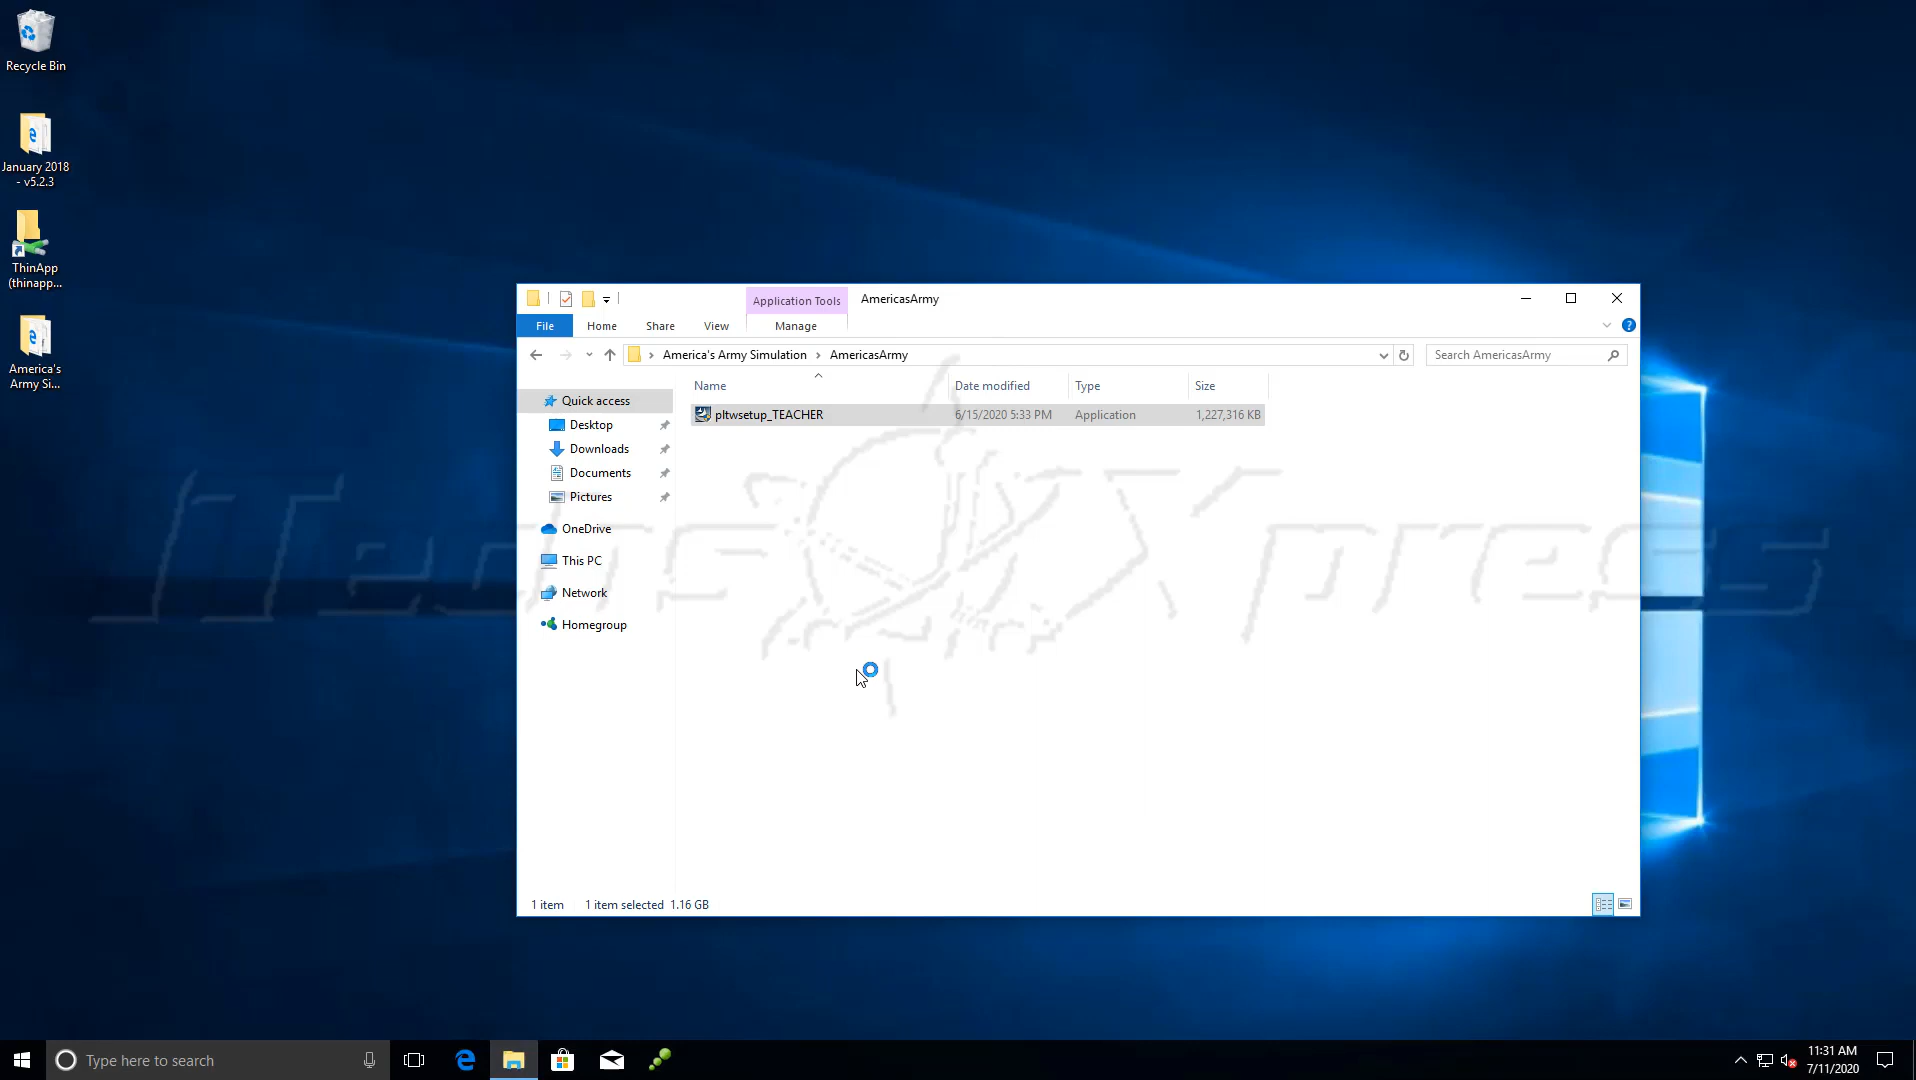 Recycle Bin
January 2018
- v5.2.3
ThinApp
(thinapp...
America's
Army Si...
Application Tools
AmericasArmy
File
Home
Share
View
Manage
America's Army Simulation
AmericasArmy
Search AmericasArmy
Name
Date modified
Type
Size
pltwsetup_TEACHER
6/15/2020 5:33 PM
Application
1,227,316 KB
Quick access
Desktop
Downloads
Documents
Pictures
OneDrive
This PC
Network
Homegroup
iTechs Xpress
1 item
1 item selected 1.16 GB
Type here to search
11:31 AM
7/11/2020